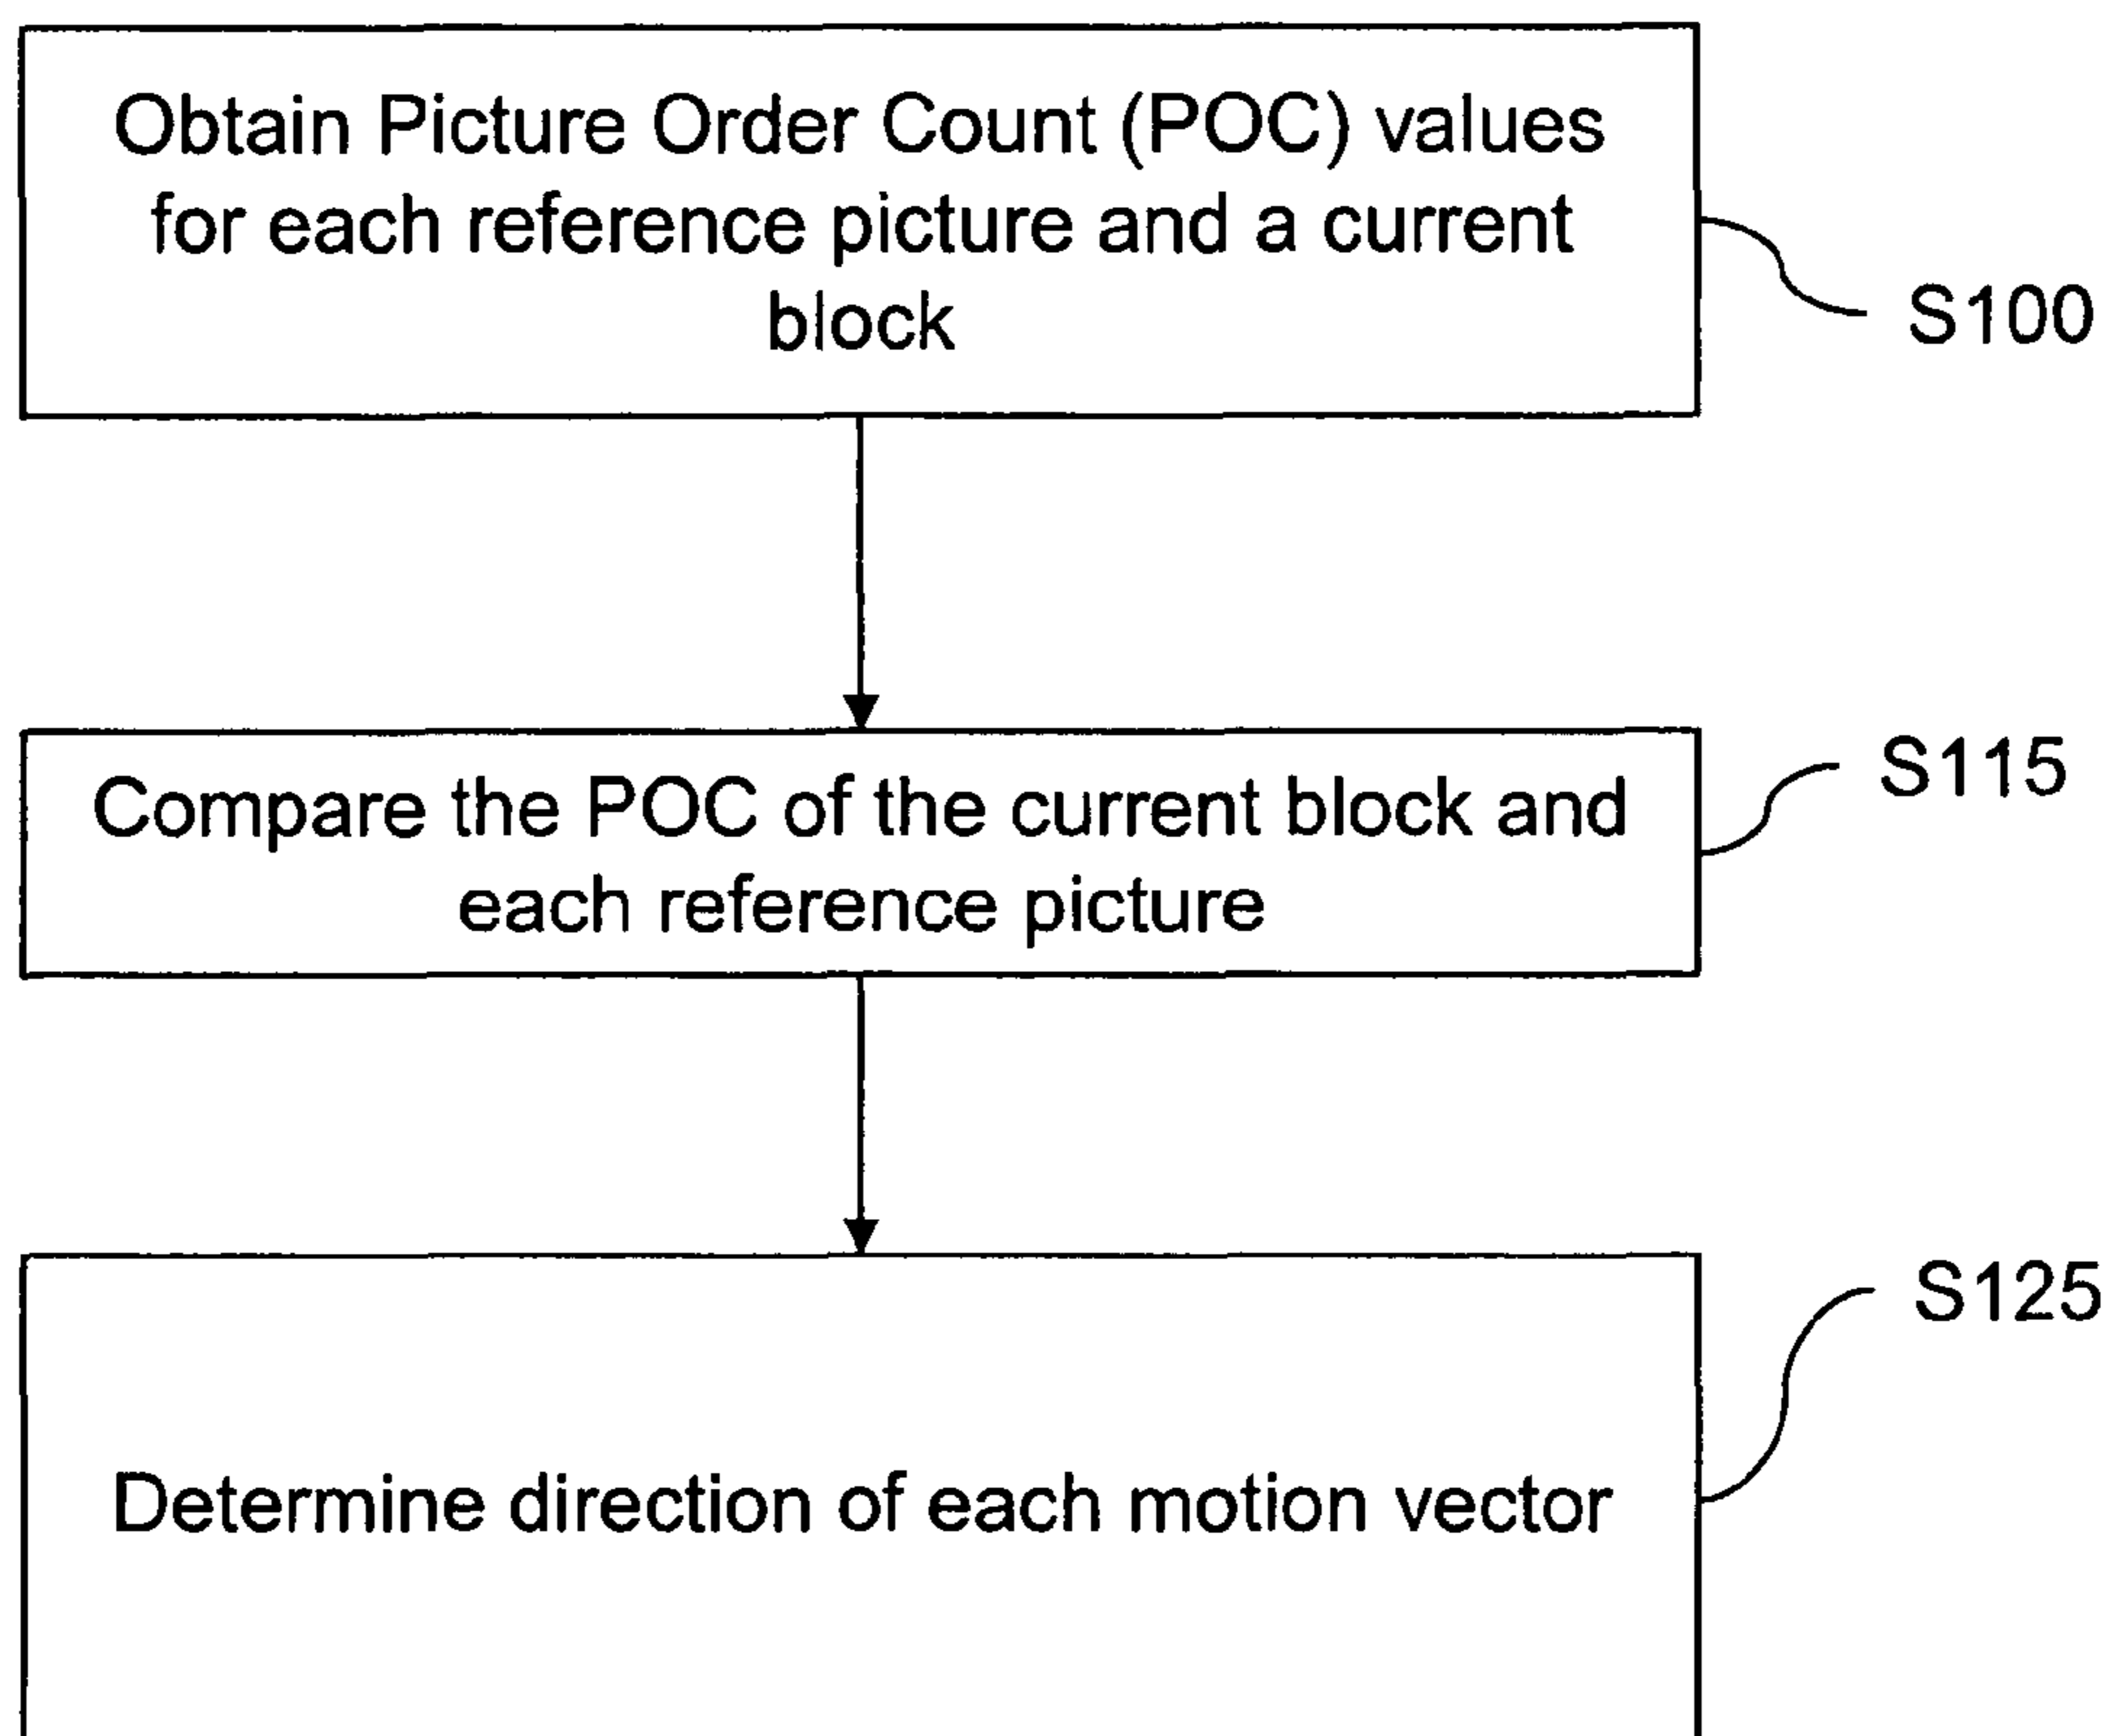 Obtain Picture Order Count (POC) values
for each reference picture and a current
block
S100
Compare the POC of the current block and
each reference picture
S115
Determine direction of each motion vector
S125